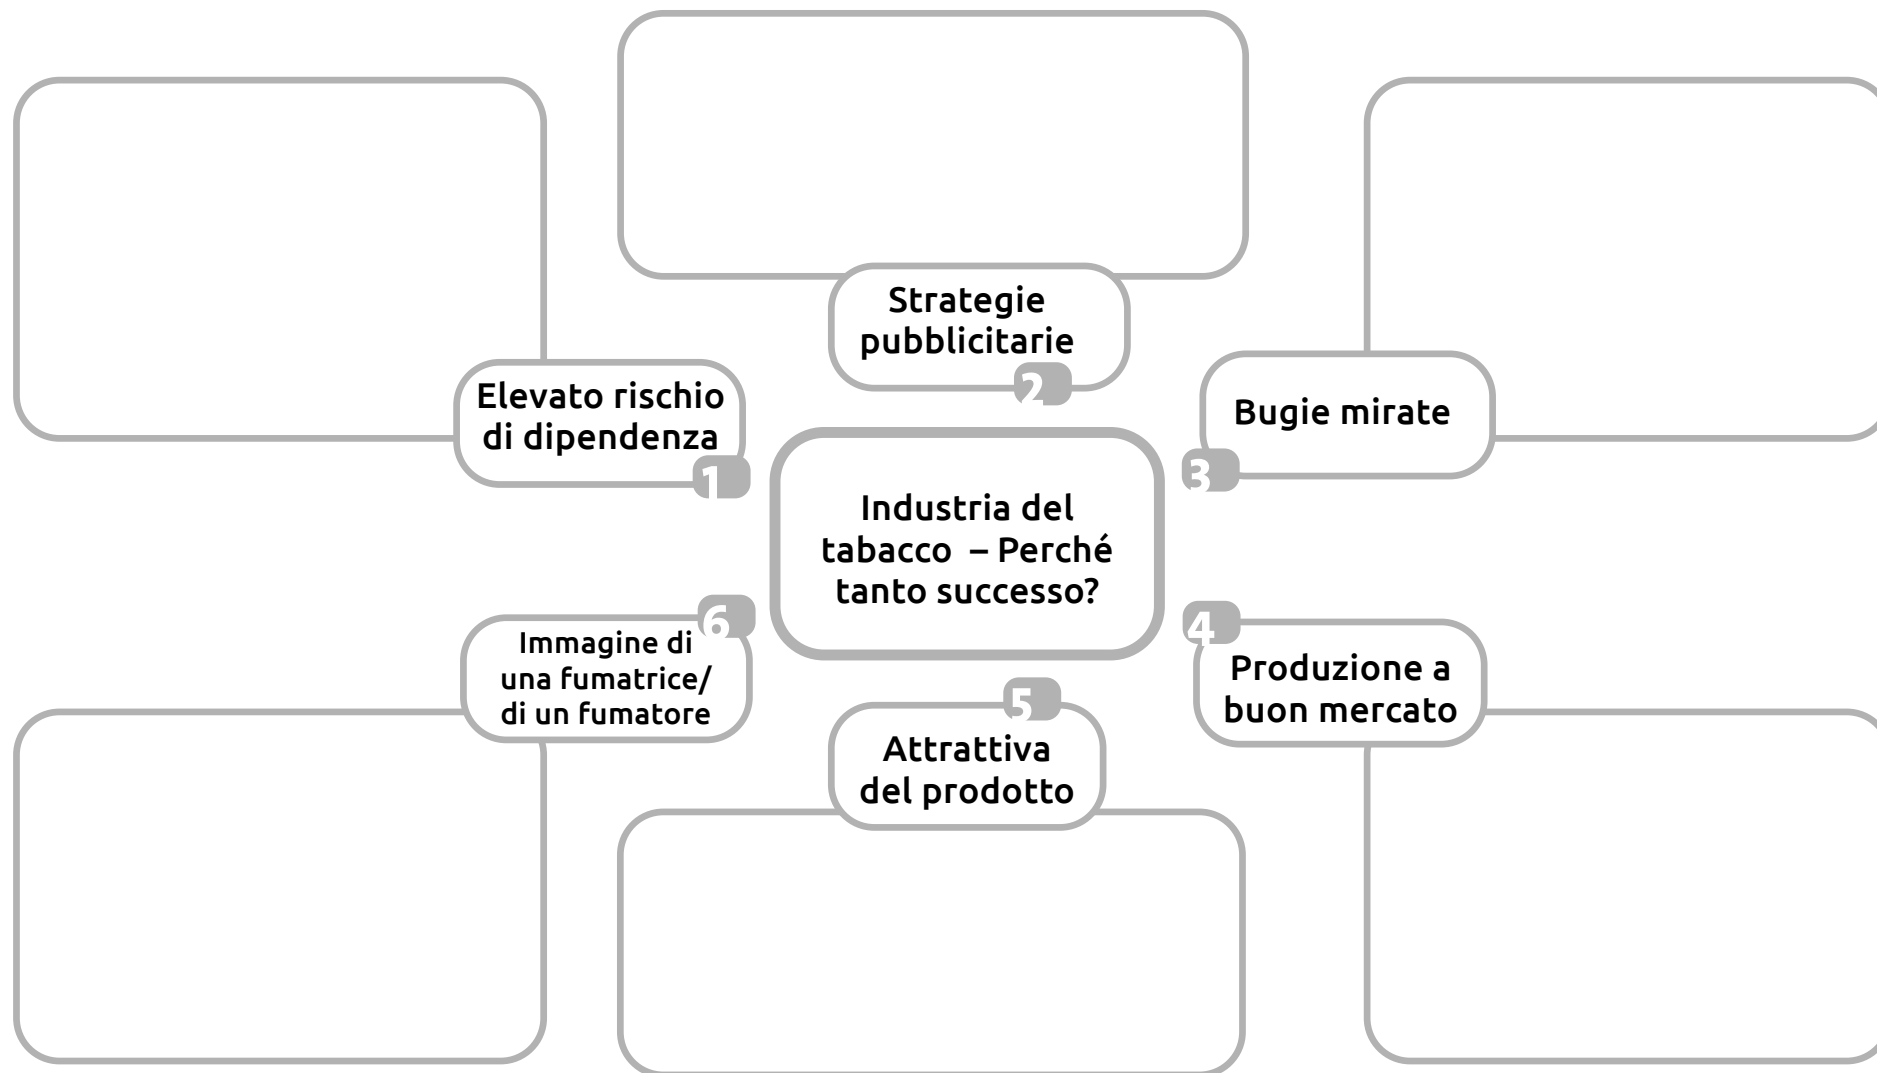 Strategie
pubblicitarie
2
Elevato rischio
di dipendenza
1
Bugie mirate
3
Industria del
tabacco – Perché
tanto successo?
6
Immagine di
una fumatrice/
di un fumatore
4
Produzione a
buon mercato
5
Attrattiva
del prodotto